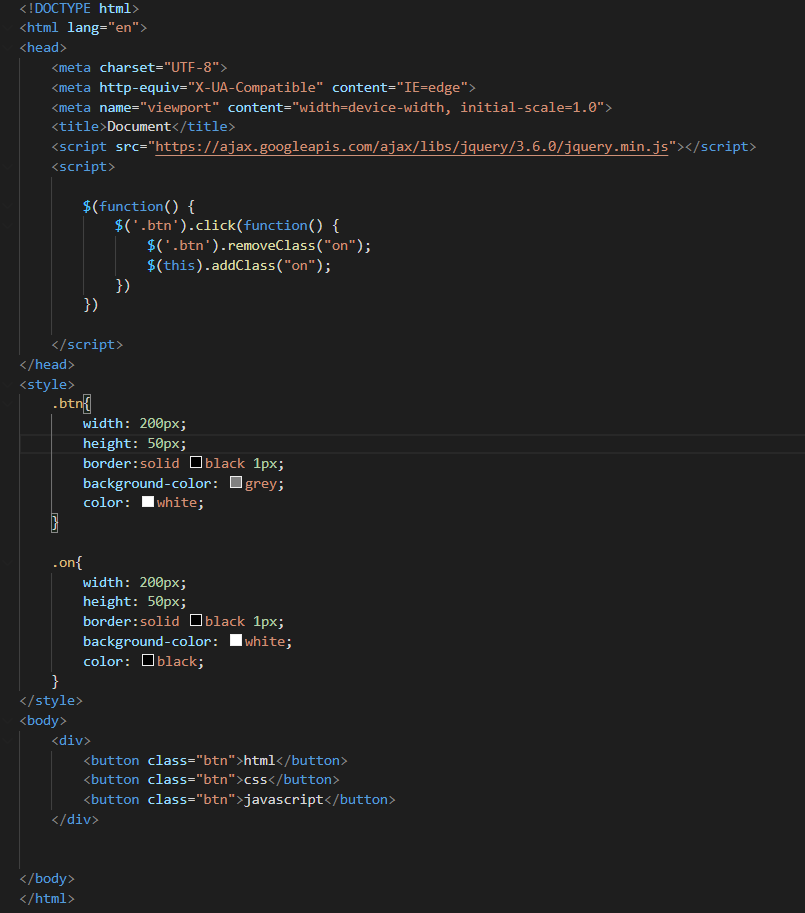 <!DOCTYPE html>
<html lang="en">
<head>
    <meta charset="UTF-8">
    <meta http-equiv="X-UA-Compatible" content="IE=edge">
    <meta name="viewport" content="width=device-width, initial-scale=1.0">
    <title>Document</title>
    <script src="https://ajax.googleapis.com/ajax/libs/jquery/3.6.0/jquery.min.js"></script>
    <script>
        $(function() {
            $('.btn').click(function() {
                $('.btn').removeClass("on");
                $(this).addClass("on");
            })
        })
    </script>
</head>
<style>
    .btn{
        width: 200px;
        height: 50px;
        border:solid black 1px;
        background-color: grey;
        color: white;
    }
    .on{
        width: 200px;
        height: 50px;
        border:solid black 1px;
        background-color: white;
        color: black;
    }
</style>
<body>
    <div>
        <button class="btn">html</button>
        <button class="btn">css</button>
        <button class="btn">javascript</button>
    </div>
</body>
</html>